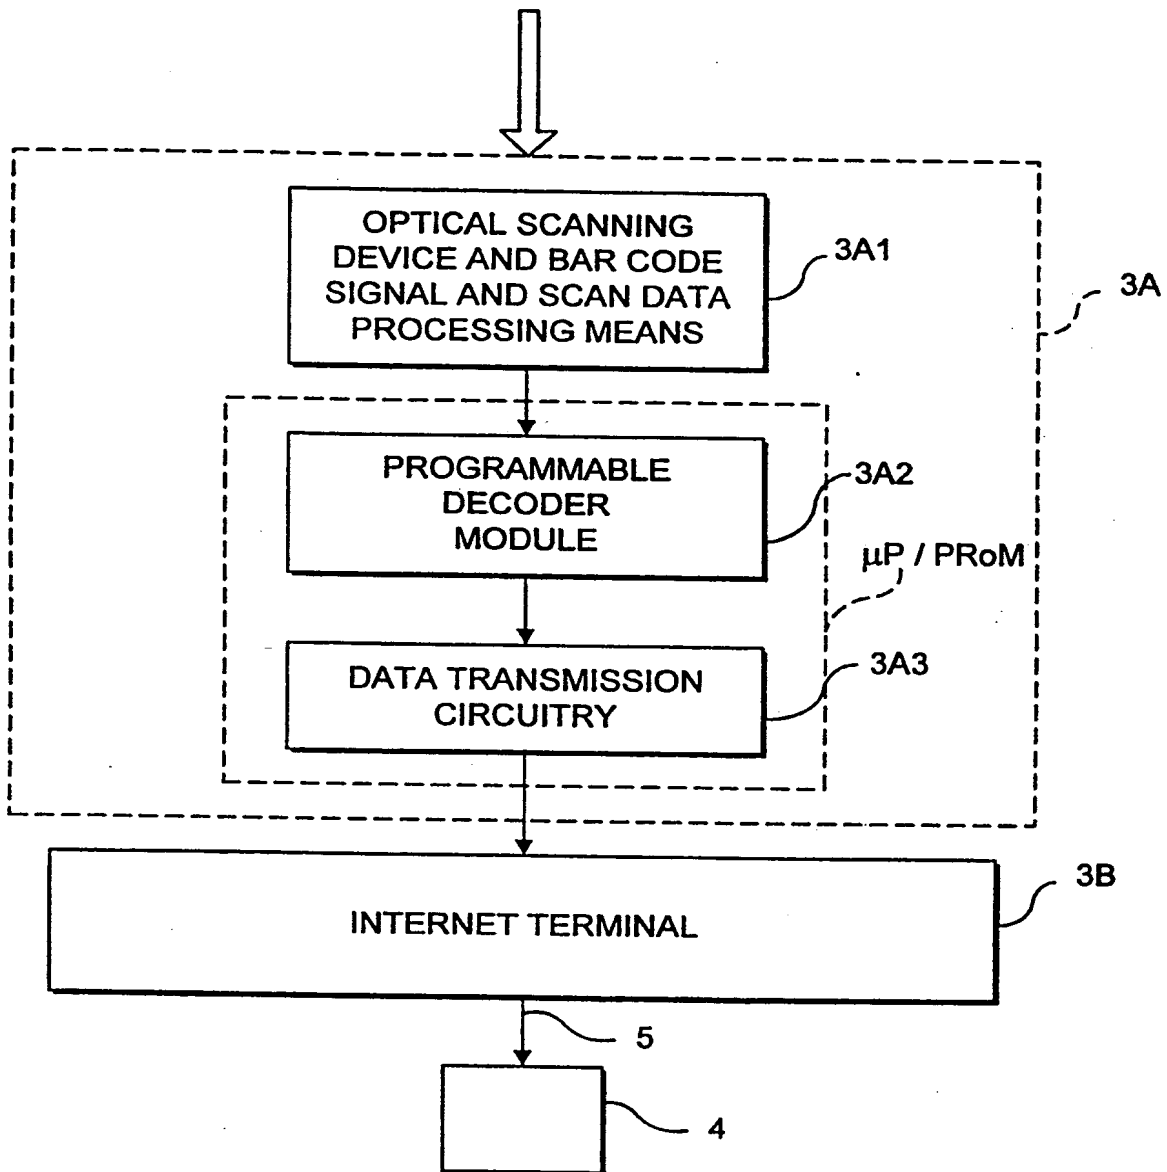 OPTICAL SCANNING
DEVICE AND BAR CODE
SIGNAL AND SCAN DATA
PROCESSING MEANS
3A1
3A
PROGRAMMABLE
DECODER
MODULE
3A2
μP / PRoM
DATA TRANSMISSION
CIRCUITRY
3A3
INTERNET TERMINAL
3B
5
4